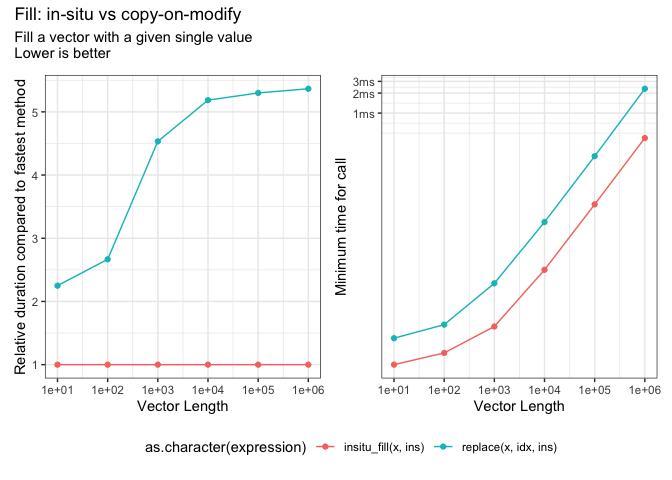 Fill: in-situ vs copy-on-modify
Fill a vector with a given single value
Lower is better
Relative duration compared to fastest method
5
4
3
2
1
1e+01 1e+02 1e+03 1e+04 1e+05 1e+06
Vector Length
Minimum time for call
3ms
2ms
1ms
1e+01 1e+02 1e+03 1e+04 1e+05 1e+06
Vector Length
as.character(expression) insitu_fill(x, ins) replace(x, idx, ins)